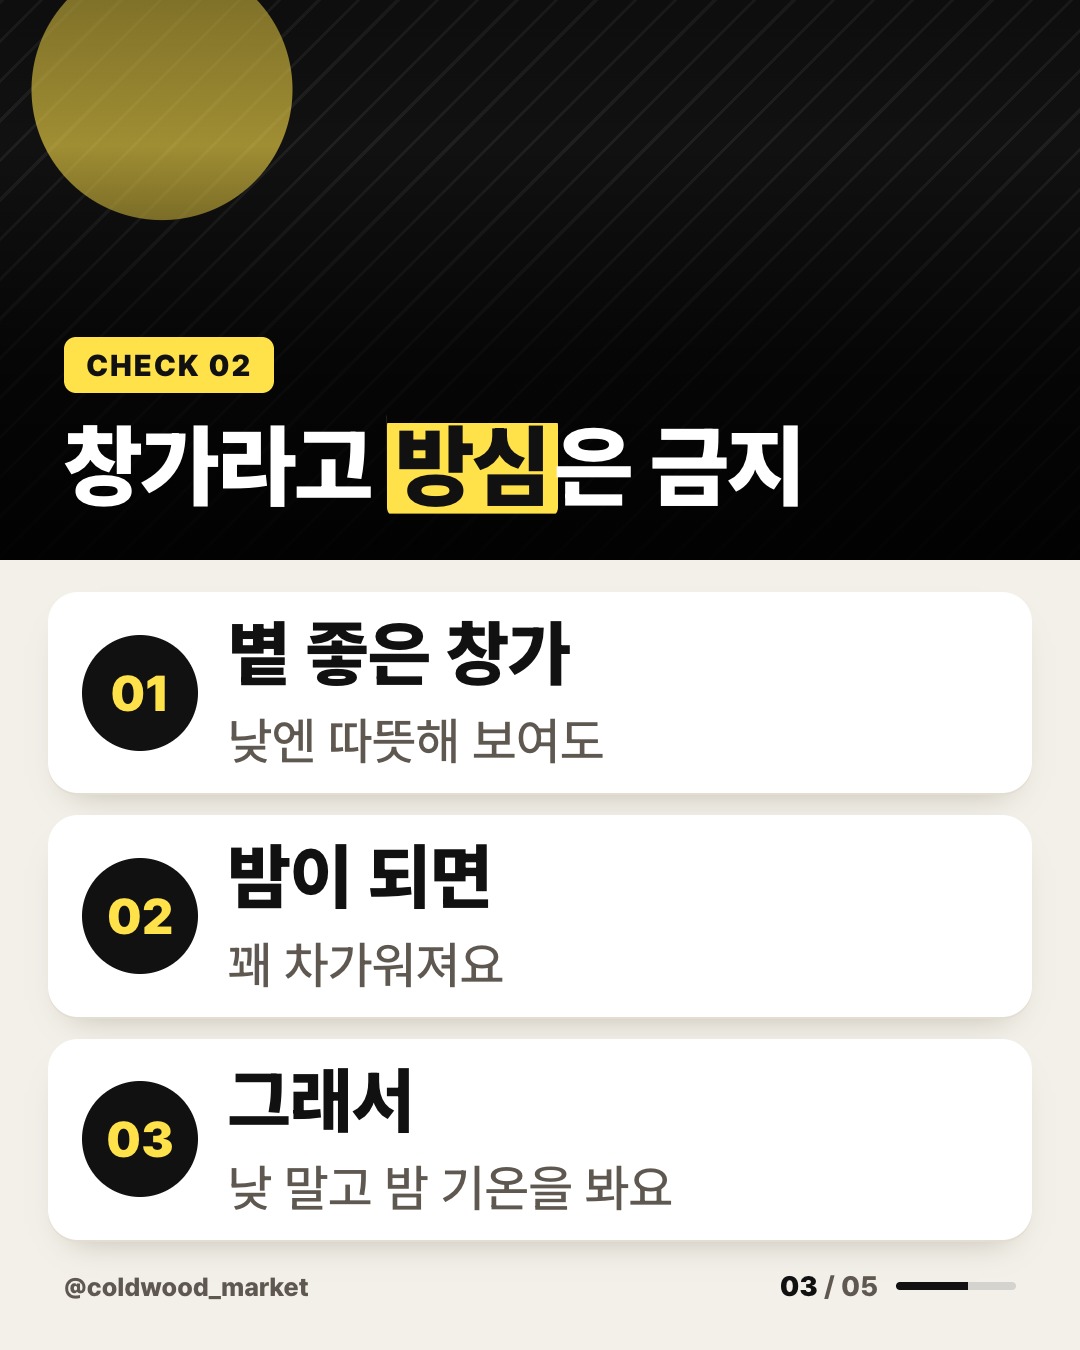 CHECK 02
창가라고 방심은 금지
01
볕 좋은 창가
낮엔 따뜻해 보여도
02
밤이 되면
꽤 차가워져요
03
그래서
낮 말고 밤 기온을 봐요
@coldwood_market
03 / 05